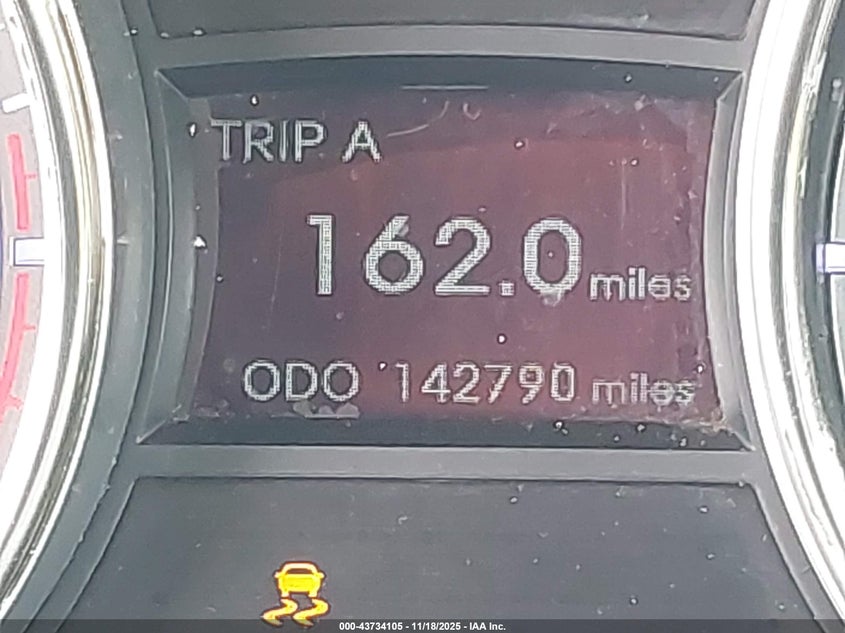 TRIP A
162.0 miles
ODO 142790 miles
000-43734105 - 11/18/2025 - IAA Inc.